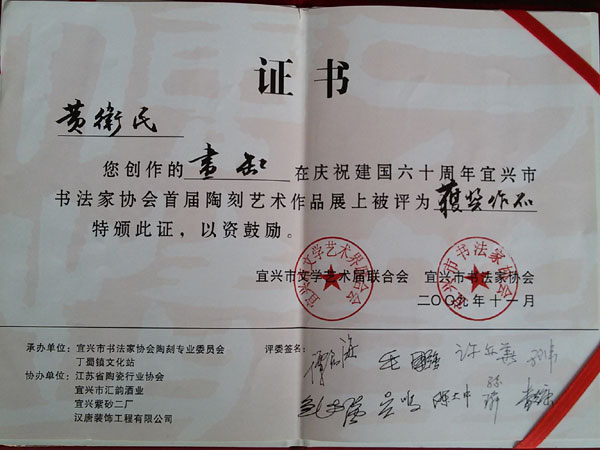 证书
黄衛民
您创作的 畫缸 在庆祝建国六十周年宜兴市
书法家协会首届陶刻艺术作品展上被评为 獲奖作品
特颁此证，以资鼓励。
宜兴市文学艺术届联合会 宜兴市书法家协会
二〇〇九年十一月
承办单位：宜兴市书法家协会陶刻专业委员会
丁蜀镇文化站
协办单位：江苏省陶瓷行业协会
宜兴市汇韵酒业
宜兴紫砂二厂
汉唐装饰工程有限公司
评委签名：